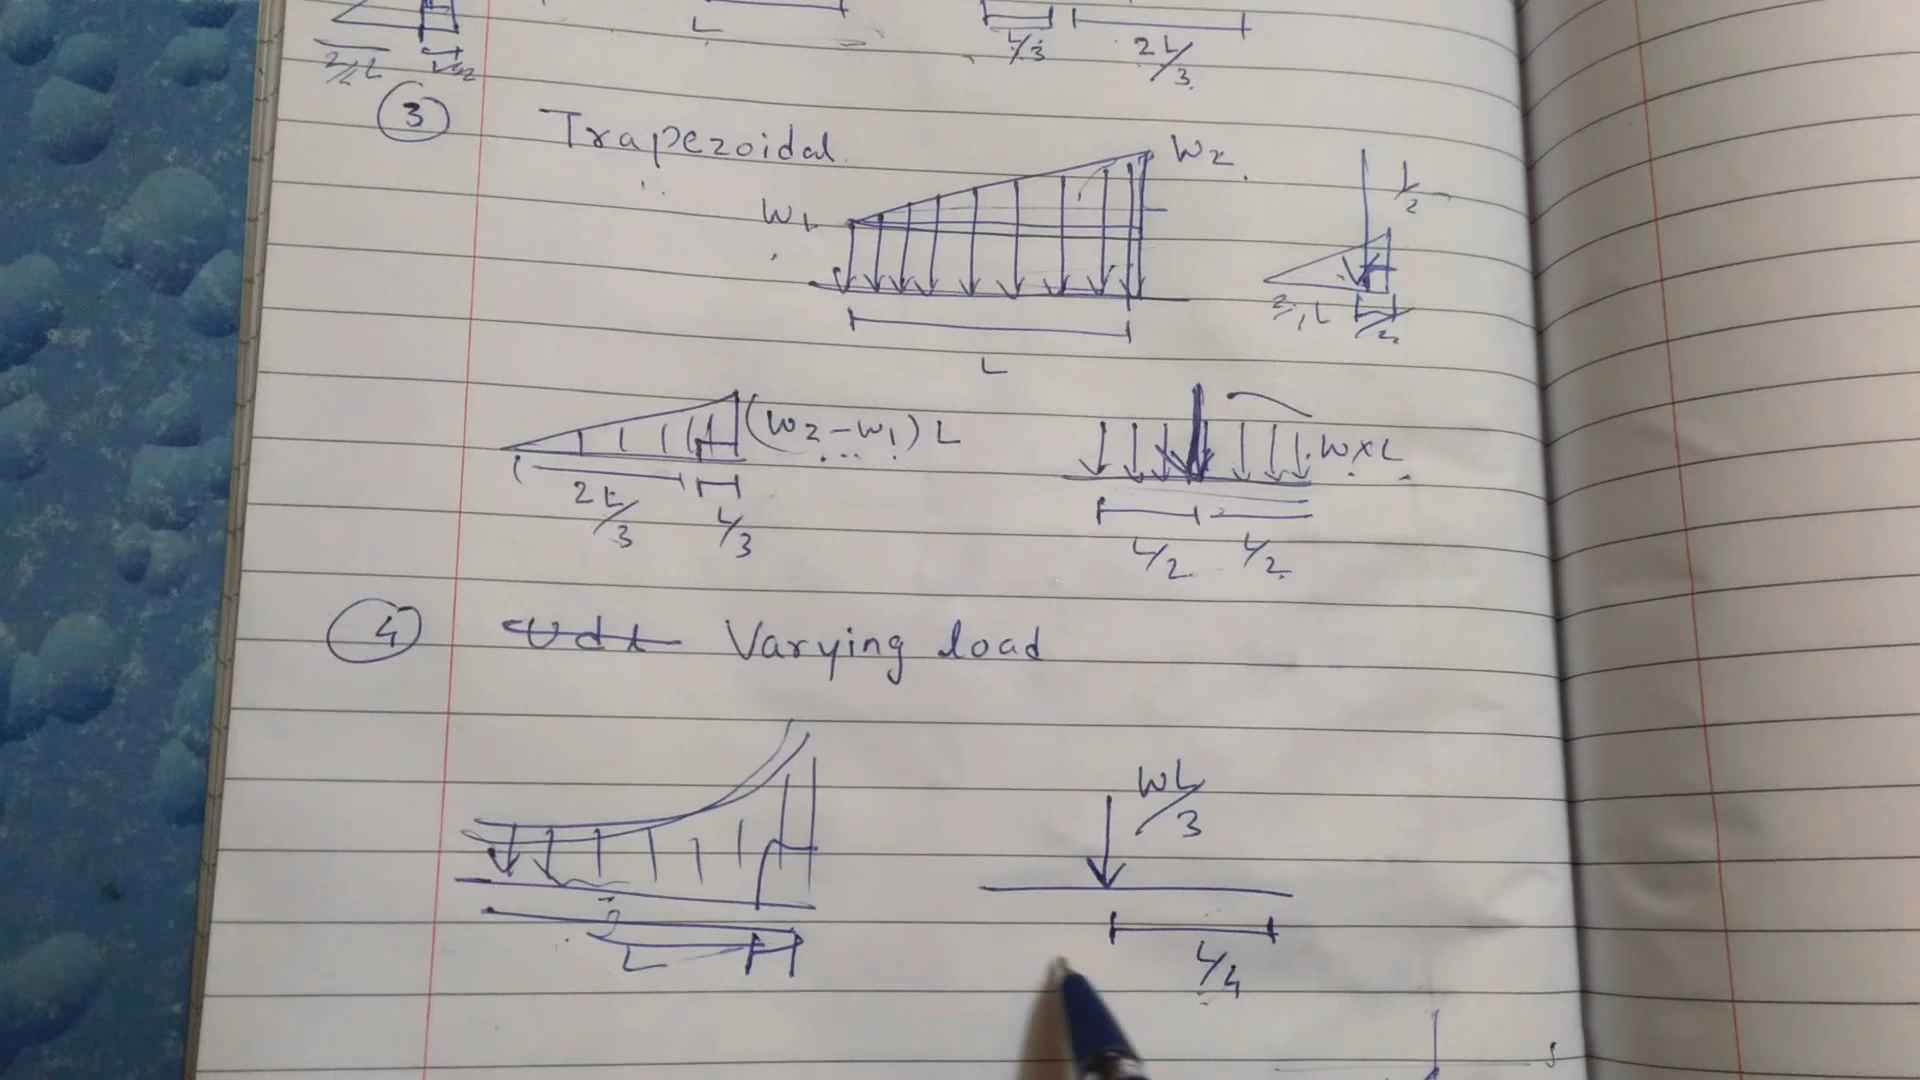 L
L/3
2L/3
3
Trapezoidal.
W1
W2.
L
L/2
(W2-W1)L
2L/3
L/3
W×L
L/2
L/2
4
Udl Varying load
L
WL/3
L/4